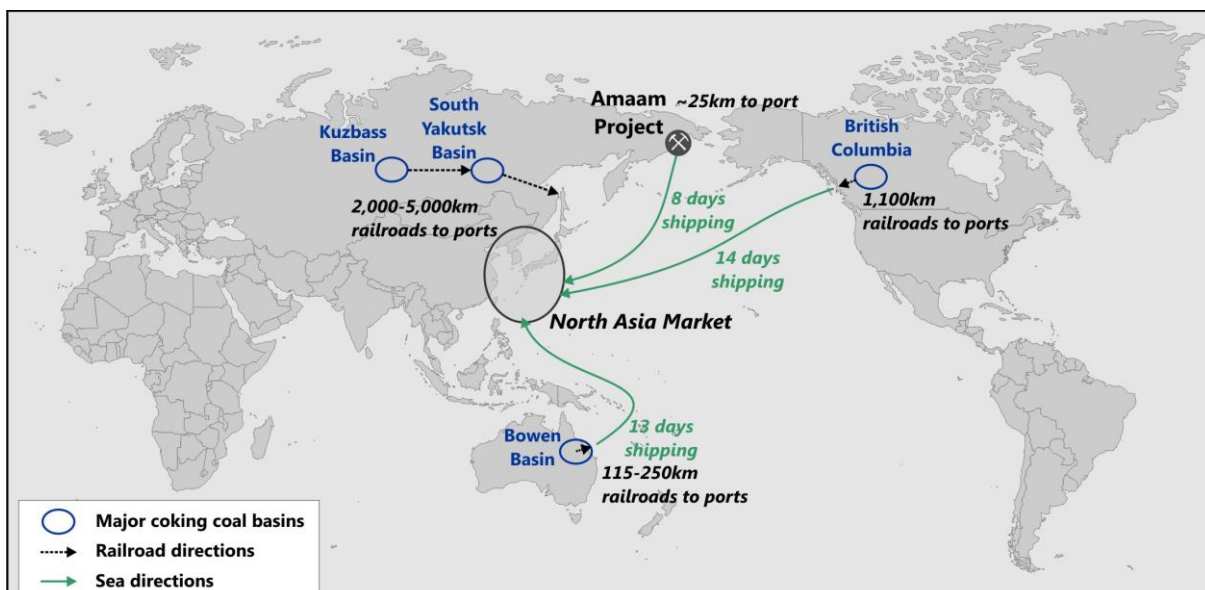 South
Yakutsk
Basin
Kuzbass
Basin
Amaam
Project
~25km to port
British
Columbia
2,000-5,000km
railroads to ports
8 days
shipping
1,100km
railroads to ports
14 days
shipping
North Asia Market
13 days
shipping
Bowen
Basin
115-250km
railroads to ports
Major coking coal basins
Railroad directions
Sea directions